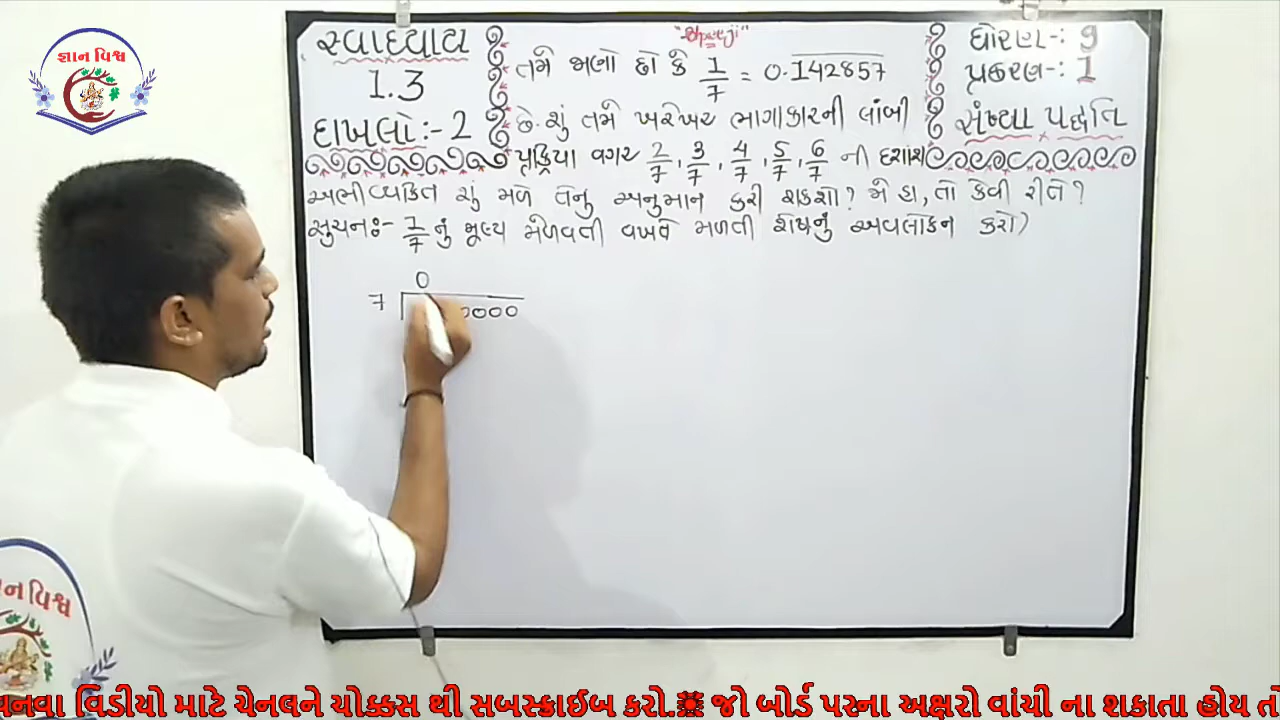 જ્ઞાન વિશ્વ
સ્વાધ્યાય
1.3
દાખલો:-2
"Shreeji"
તમે જાણો છો કે 1/7 = 0.142857
છે. શું તમે ખરેખર ભાગાકારની લાંબી
પ્રક્રિયા વગર 2/7, 3/7, 4/7, 5/7, 6/7 ની દશાંશ
અભીવ્યકિત શું મળે તેનુ અનુમાન કરી શકશો? જો હા, તો કેવી રીતે?
સુચન:- 1/7 નું મૂલ્ય મેળવતી વખતે મળતી શેષનું અવલોકન કરો)
ધોરણ-: 9
પ્રકરણ-: 1
સંખ્યા પદ્ધતિ
0
7
0000
ન વિશ્વ
વિડીયો માટે ચેનલને ચોક્કસ થી સબસ્ક્રાઈબ કરો. જો બોર્ડ પરના અક્ષરો વાંચી ના શકાતા હોય તો